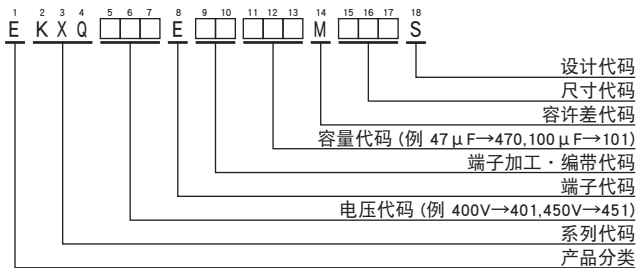 1 2 3 4 5 6 7 8 9 10 11 12 13 14 15 16 17 18
E KXQ □□□ E □□ □□□ M □□□ S
设计代码
尺寸代码
容许差代码
容量代码 (例 47μF→470,100μF→101)
端子加工・编带代码
端子代码
电压代码 (例 400V→401,450V→451)
系列代码
产品分类